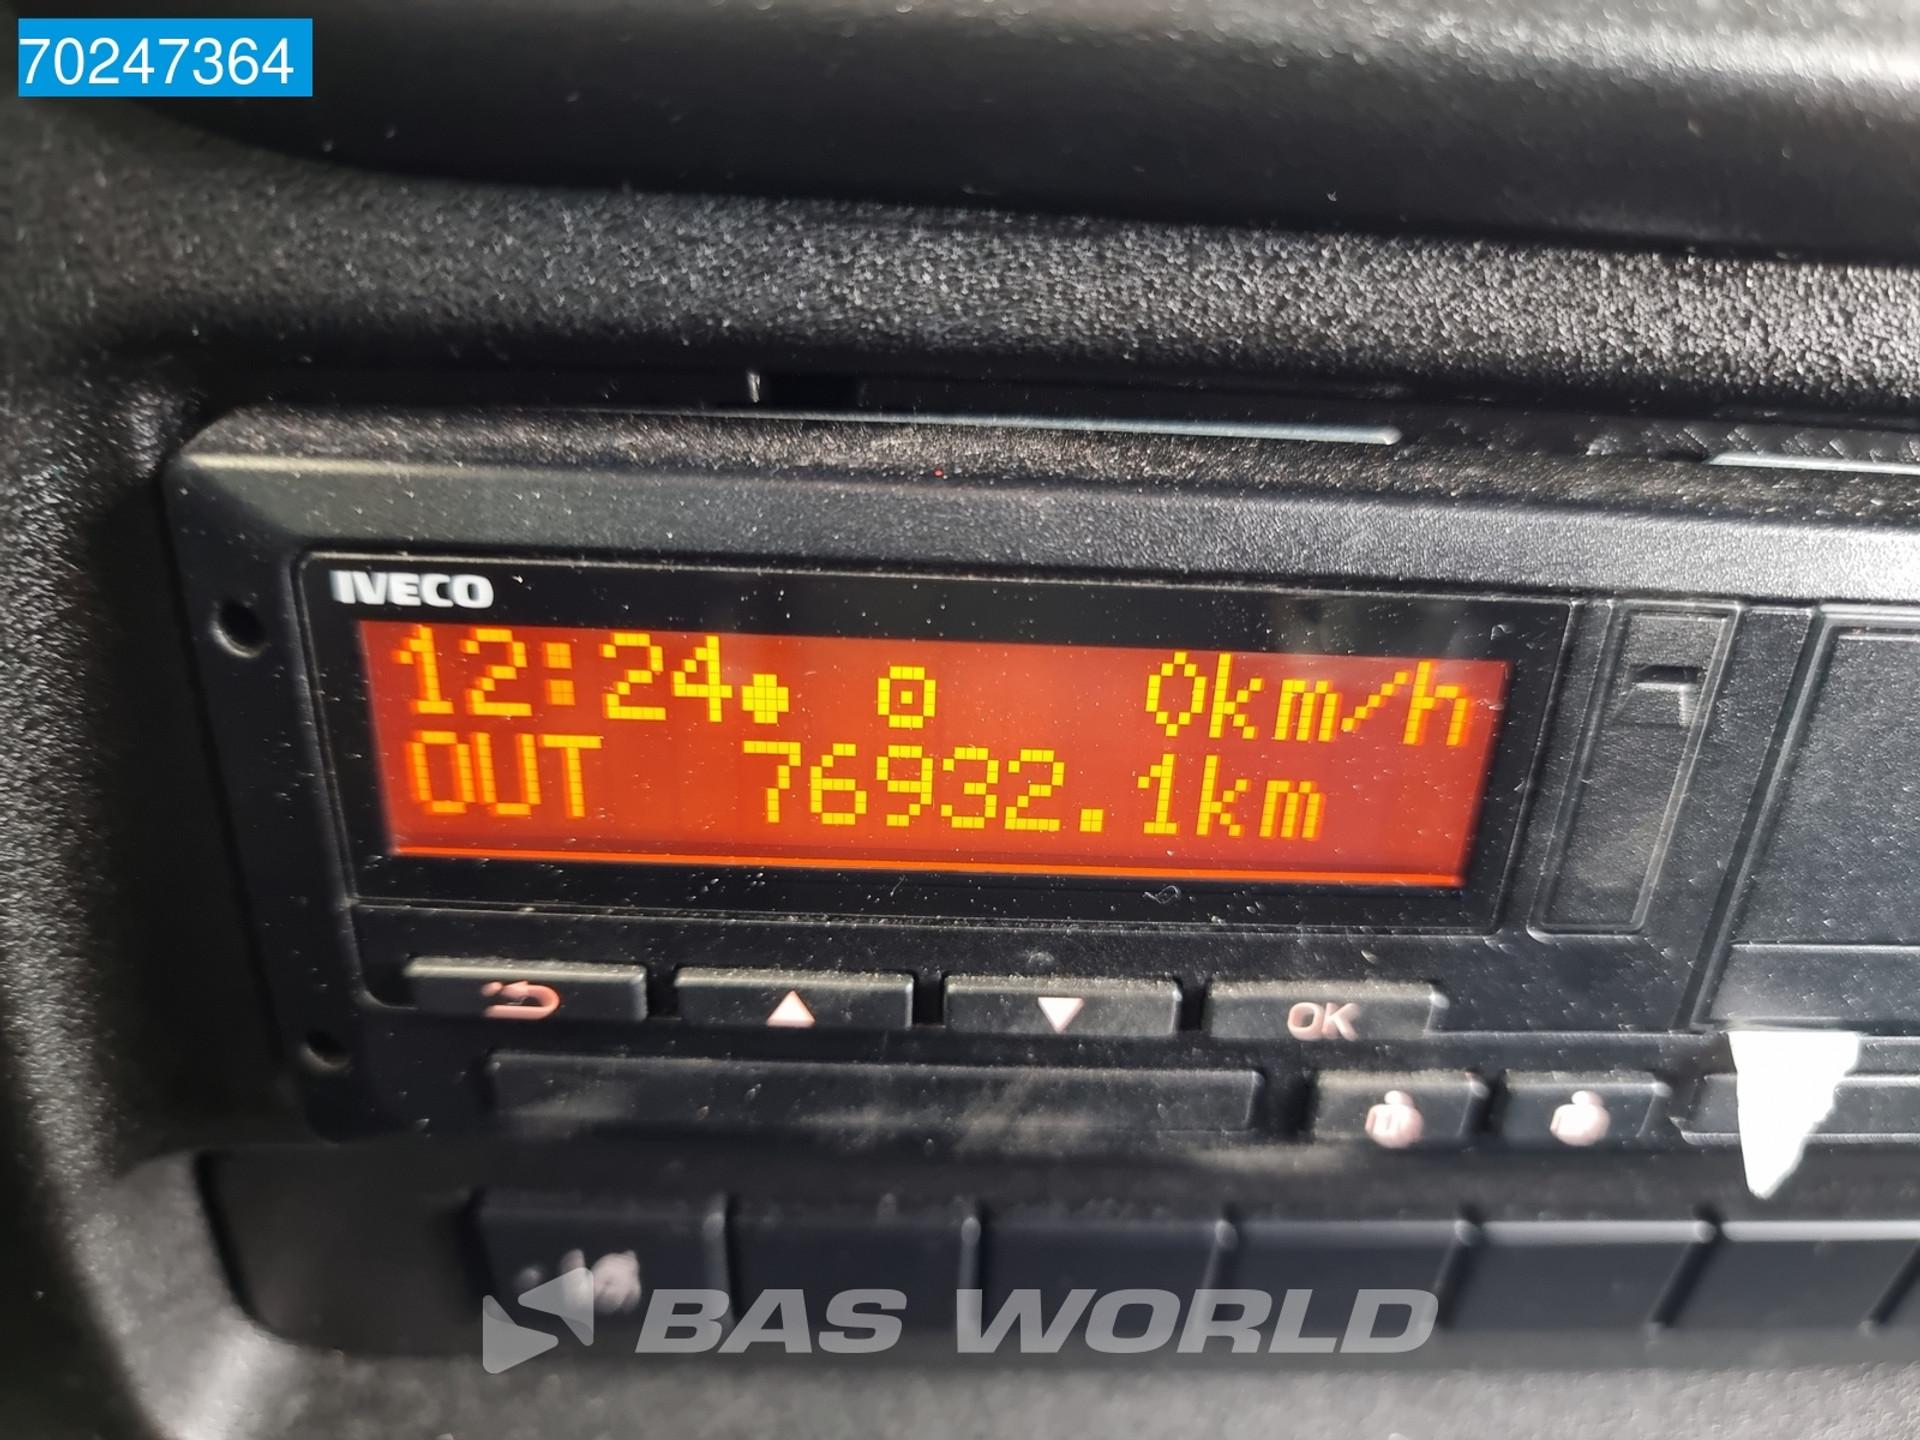 70247364
IVECO
12:24 0km/h
OUT 76932.1km
OK
BAS WORLD